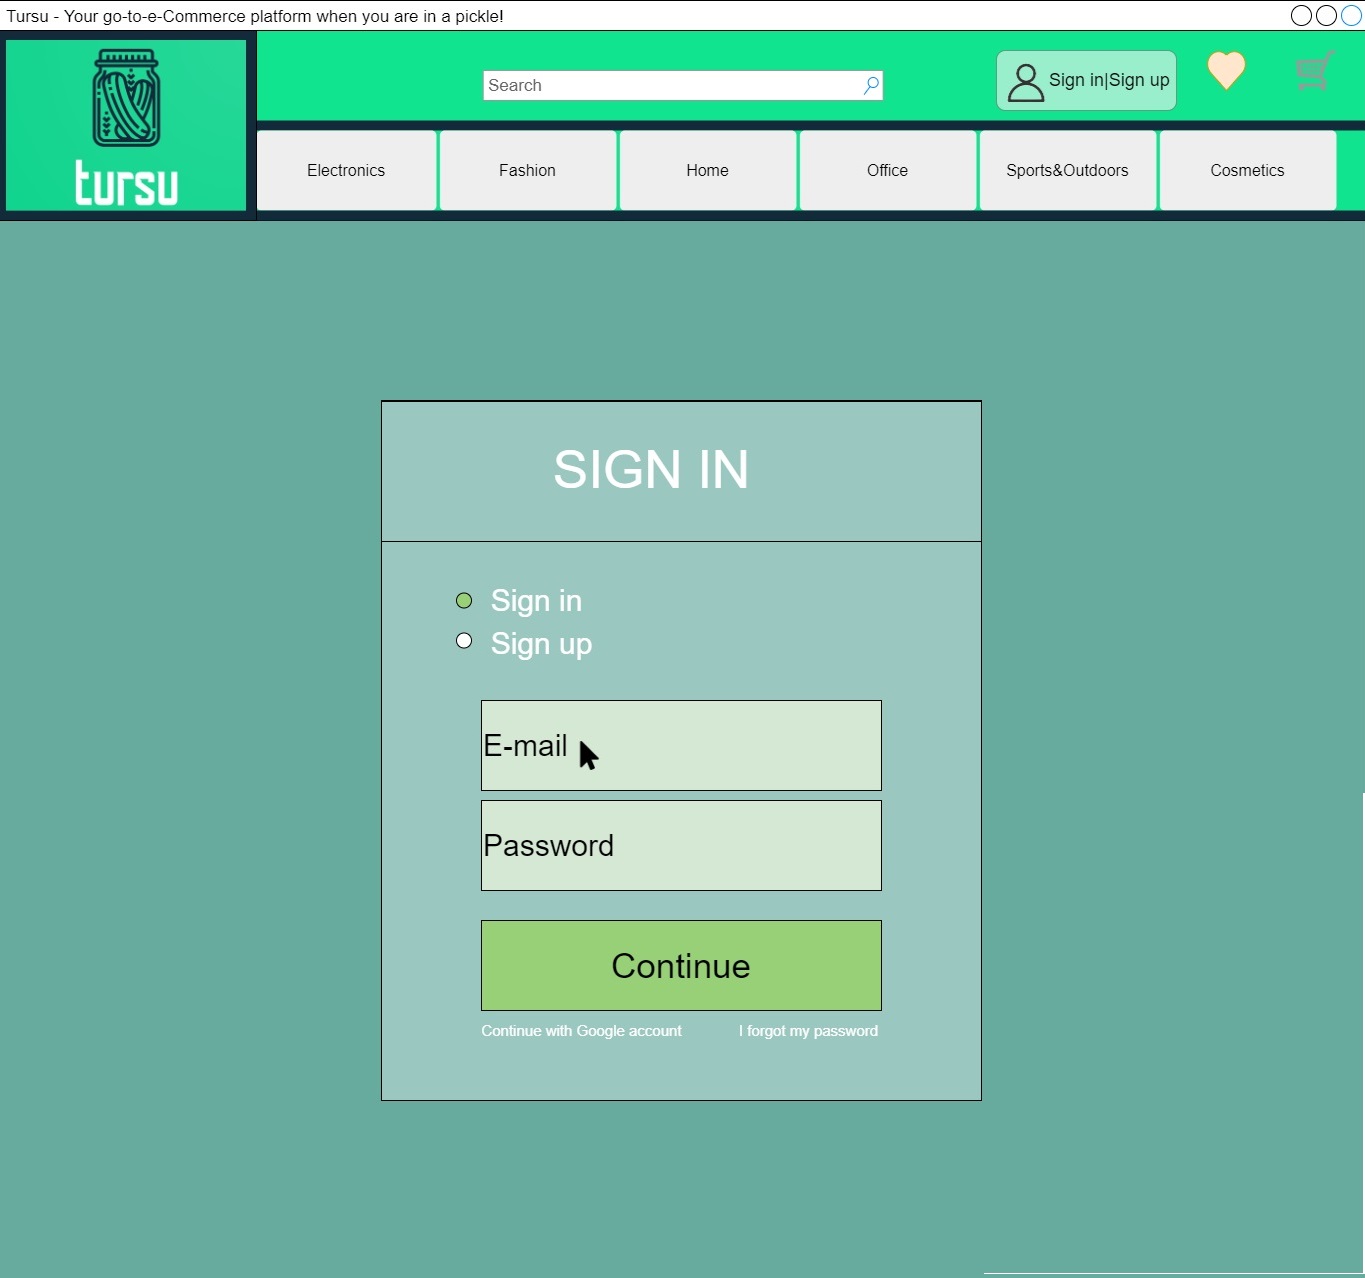 Tursu - Your go-to-e-Commerce platform when you are in a pickle!
tursu
Search
Sign in|Sign up
Electronics
Fashion
Home
Office
Sports&Outdoors
Cosmetics
SIGN IN
Sign in
Sign up
E-mail
Password
Continue
Continue with Google account
I forgot my password